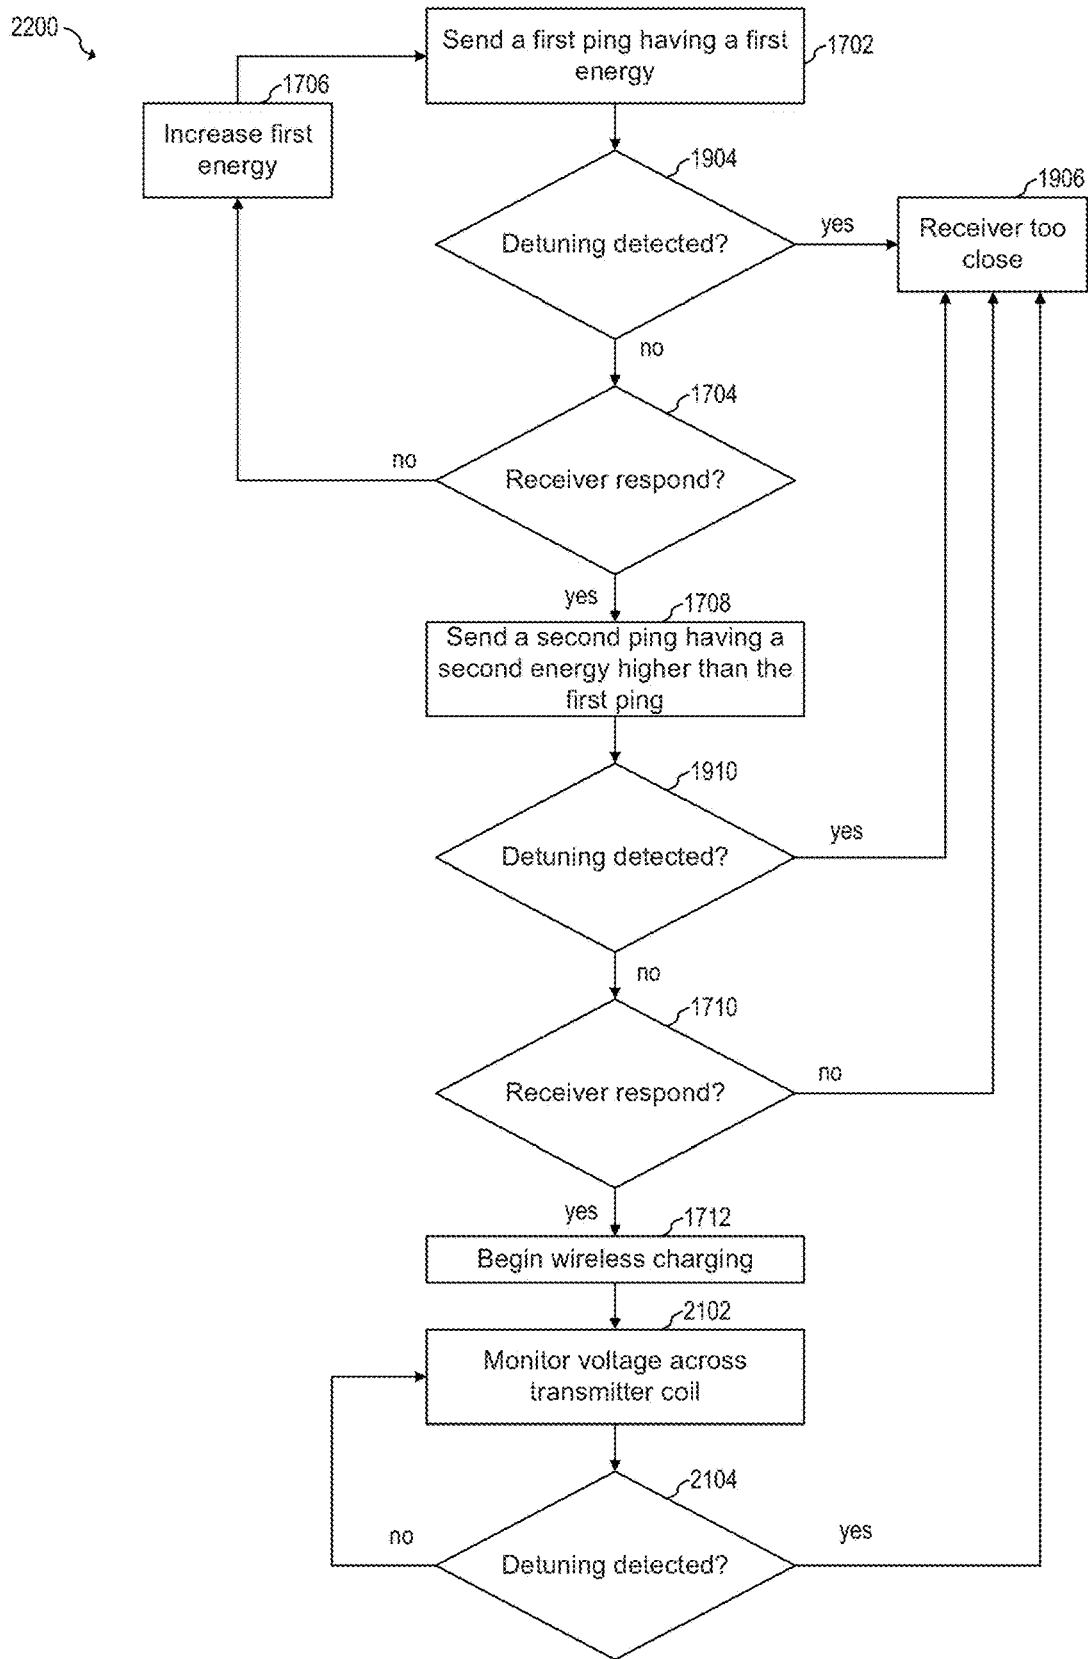 2200
Send a first ping having a first
energy
1702
1706
Increase first
energy
1904
Detuning detected?
yes
1906
Receiver too
close
no
1704
Receiver respond?
no
yes
1708
Send a second ping having a
second energy higher than the
first ping
1910
Detuning detected?
yes
no
1710
Receiver respond?
no
yes
1712
Begin wireless charging
2102
Monitor voltage across
transmitter coil
2104
Detuning detected?
no
yes